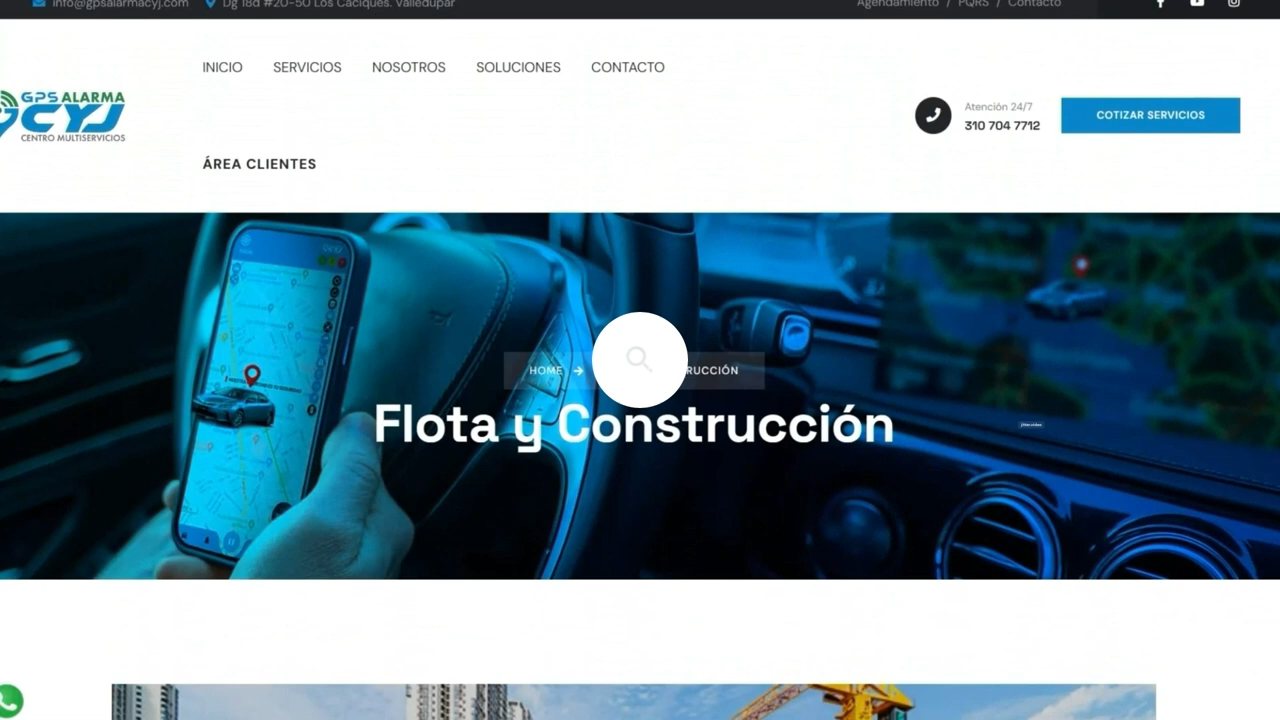 info@gpsalarmacyj.com Dg 18d #20-50 Los Caciques. Valledupar Agendamiento / PQRS / Contacto
INICIO SERVICIOS NOSOTROS SOLUCIONES CONTACTO
GPS ALARMA
CYJ
CENTRO MULTISERVICIOS
Atención 24/7
310 704 7712
COTIZAR SERVICIOS
ÁREA CLIENTES
HOME → RUCCIÓN
Flota y Construcción